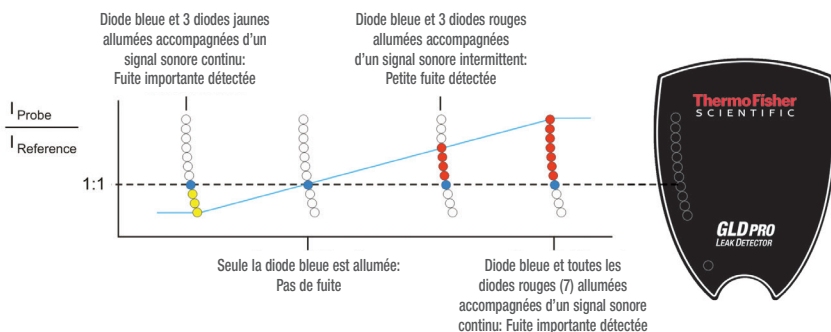 Diode bleue et 3 diodes jaunes
allumées accompagnées d'un
signal sonore continu:
Fuite importante détectée
Diode bleue et 3 diodes rouges
allumées accompagnées
d'un signal sonore intermittent:
Petite fuite détectée
I Probe
I Reference
1:1
ThermoFisher
SCIENTIFIC
GLD PRO
LEAK DETECTOR
Seule la diode bleue est allumée:
Pas de fuite
Diode bleue et toutes les
diodes rouges (7) allumées
accompagnées d'un signal sonore
continu: Fuite importante détectée